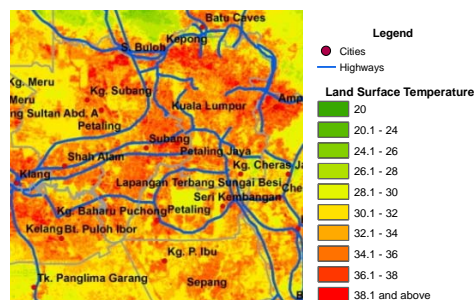 Batu Caves
Kepong
S. Buloh
Kg. Meru
Meru
Kg. Subang
ng Sultan Abd. A
Kuala Lumpur
Amp
Petaling
Subang
Petaling Jaya
Shah Alam
Kg. Cheras Ja
Klang
Lapangan Terbang Sungai Besi
Che
Seri Kembangan
Kg. Baharu Puchong
Petaling
Kelang
Bt. Puloh Ibor
Kg. P. Ibu
Tk. Panglima Garang
Sepang
Legend
Cities
Highways
Land Surface Temperature
20
20.1 - 24
24.1 - 26
26.1 - 28
28.1 - 30
30.1 - 32
32.1 - 34
34.1 - 36
36.1 - 38
38.1 and above